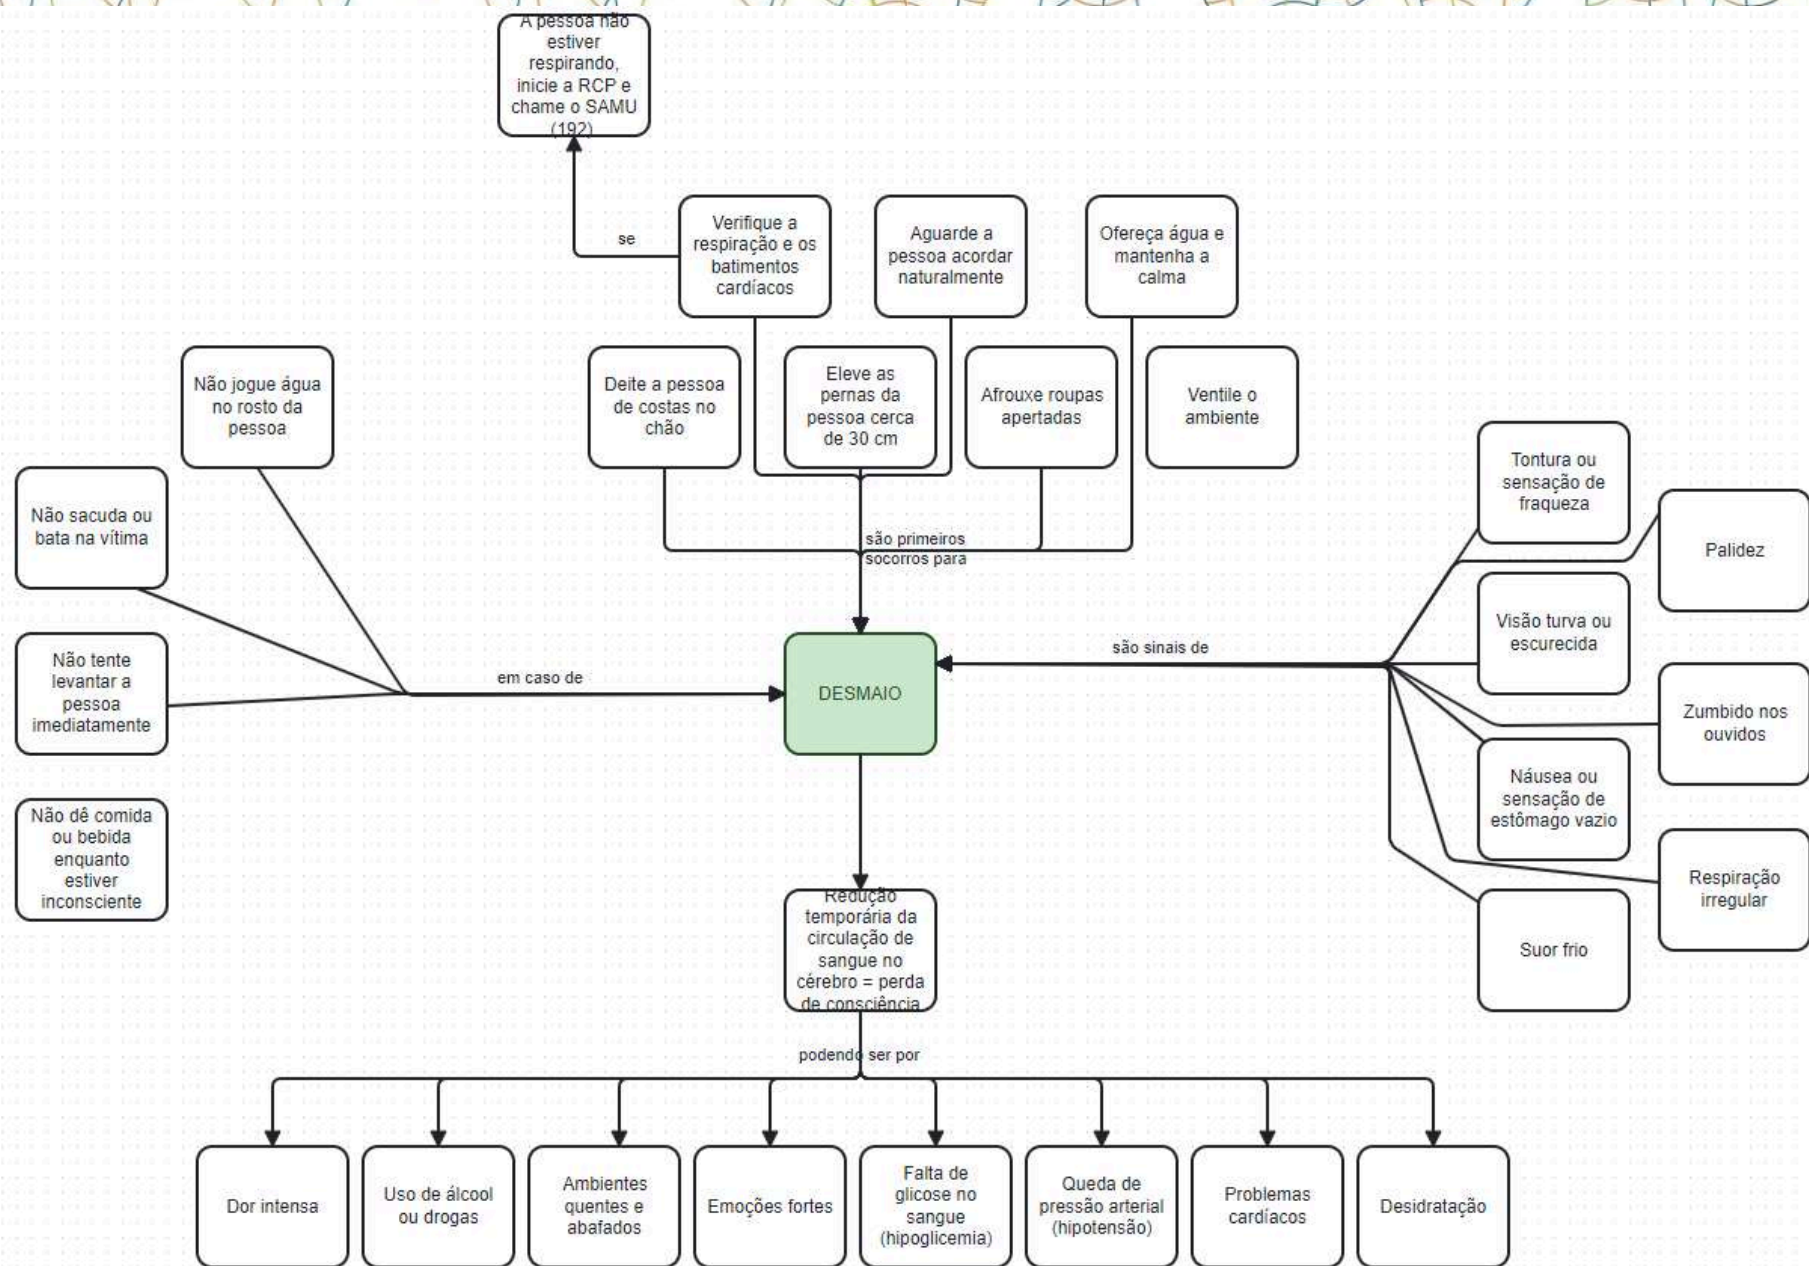 A pessoa não
estiver
respirando,
inicie a RCP e
chame o SAMU
(192)
se
Verifique a
respiração e os
batimentos
cardíacos
Aguarde a
pessoa acordar
naturalmente
Ofereça água e
mantenha a
calma
Não jogue água
no rosto da
pessoa
Deite a pessoa
de costas no
chão
Eleve as
pernas da
pessoa cerca
de 30 cm
Afrouxe roupas
apertadas
Ventile o
ambiente
Não sacuda ou
bata na vítima
Não tente
levantar a
pessoa
imediatamente
Não dê comida
ou bebida
enquanto
estiver
inconsciente
em caso de
são primeiros
socorros para
DESMAIO
são sinais de
Tontura ou
sensação de
fraqueza
Palidez
Visão turva ou
escurecida
Zumbido nos
ouvidos
Náusea ou
sensação de
estômago vazio
Respiração
irregular
Suor frio
Redução
temporária da
circulação de
sangue no
cérebro = perda
de consciência
podendo ser por
Dor intensa
Uso de álcool
ou drogas
Ambientes
quentes e
abafados
Emoções fortes
Falta de
glicose no
sangue
(hipoglicemia)
Queda de
pressão arterial
(hipotensão)
Problemas
cardíacos
Desidratação